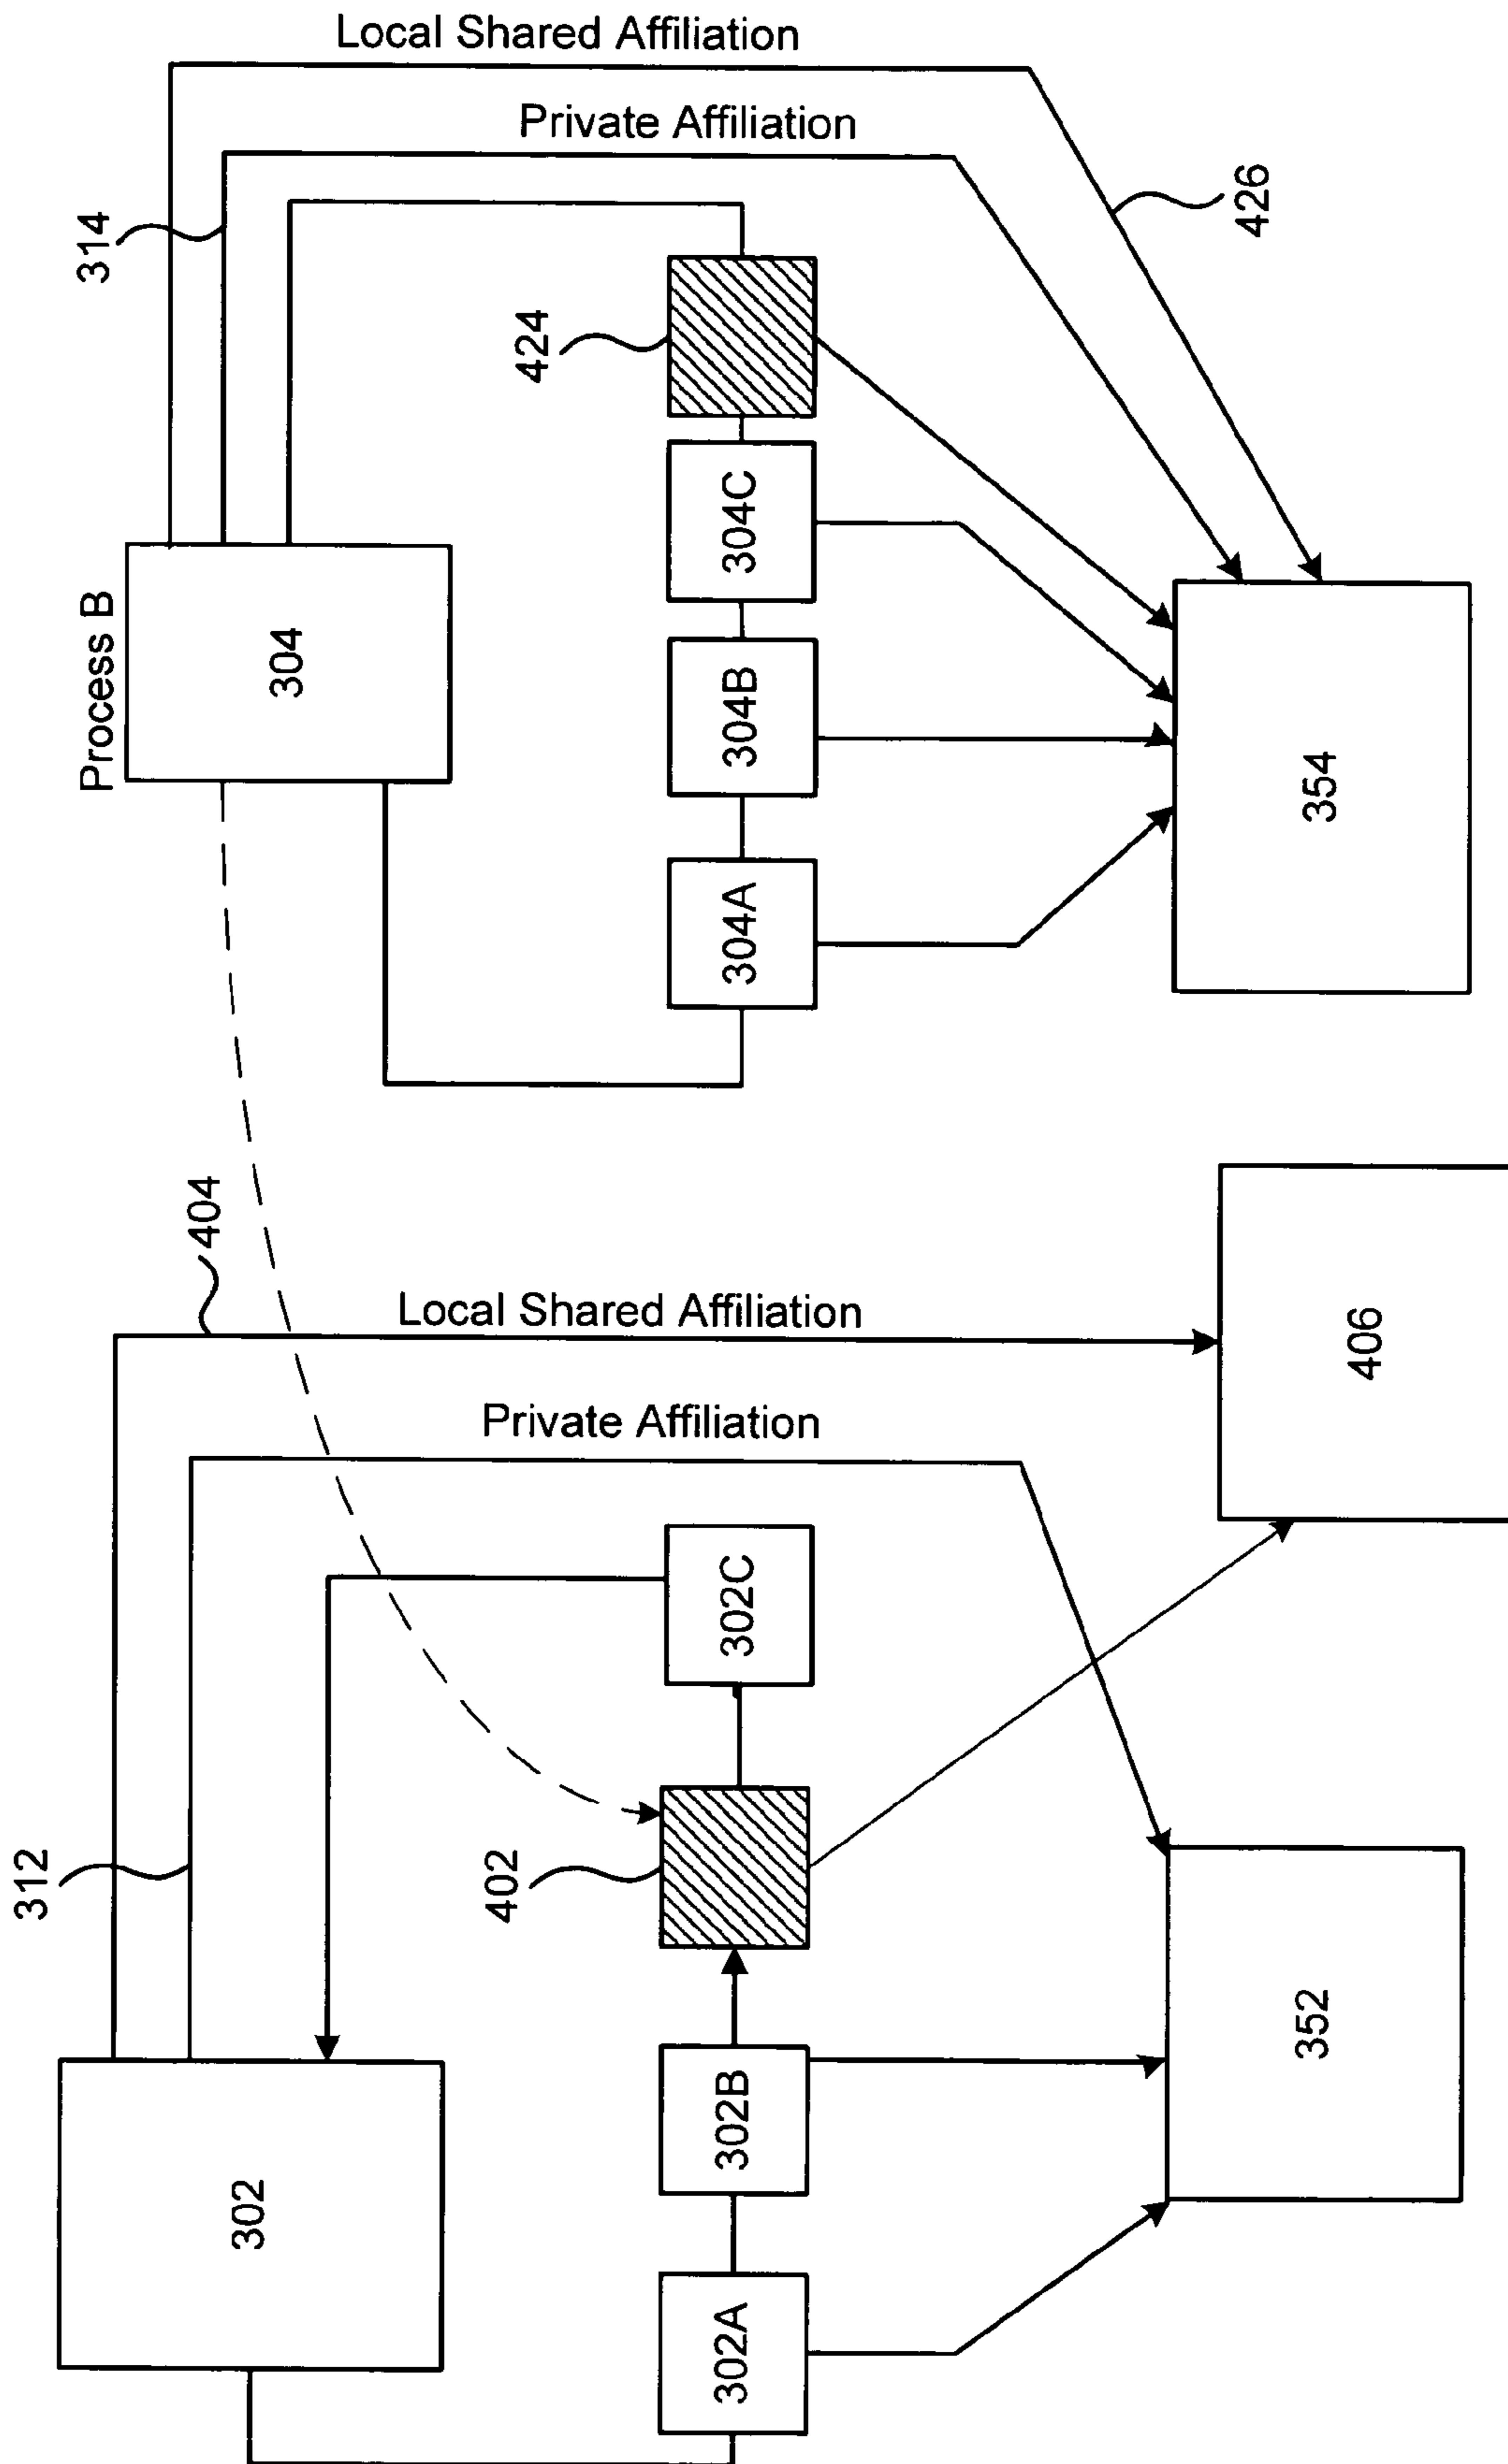 312
302
404
Local Shared Affiliation
Private Affiliation
402
302A
302B
302C
352
406
Process B
304
314
Local Shared Affiliation
Private Affiliation
424
304A
304B
304C
426
354